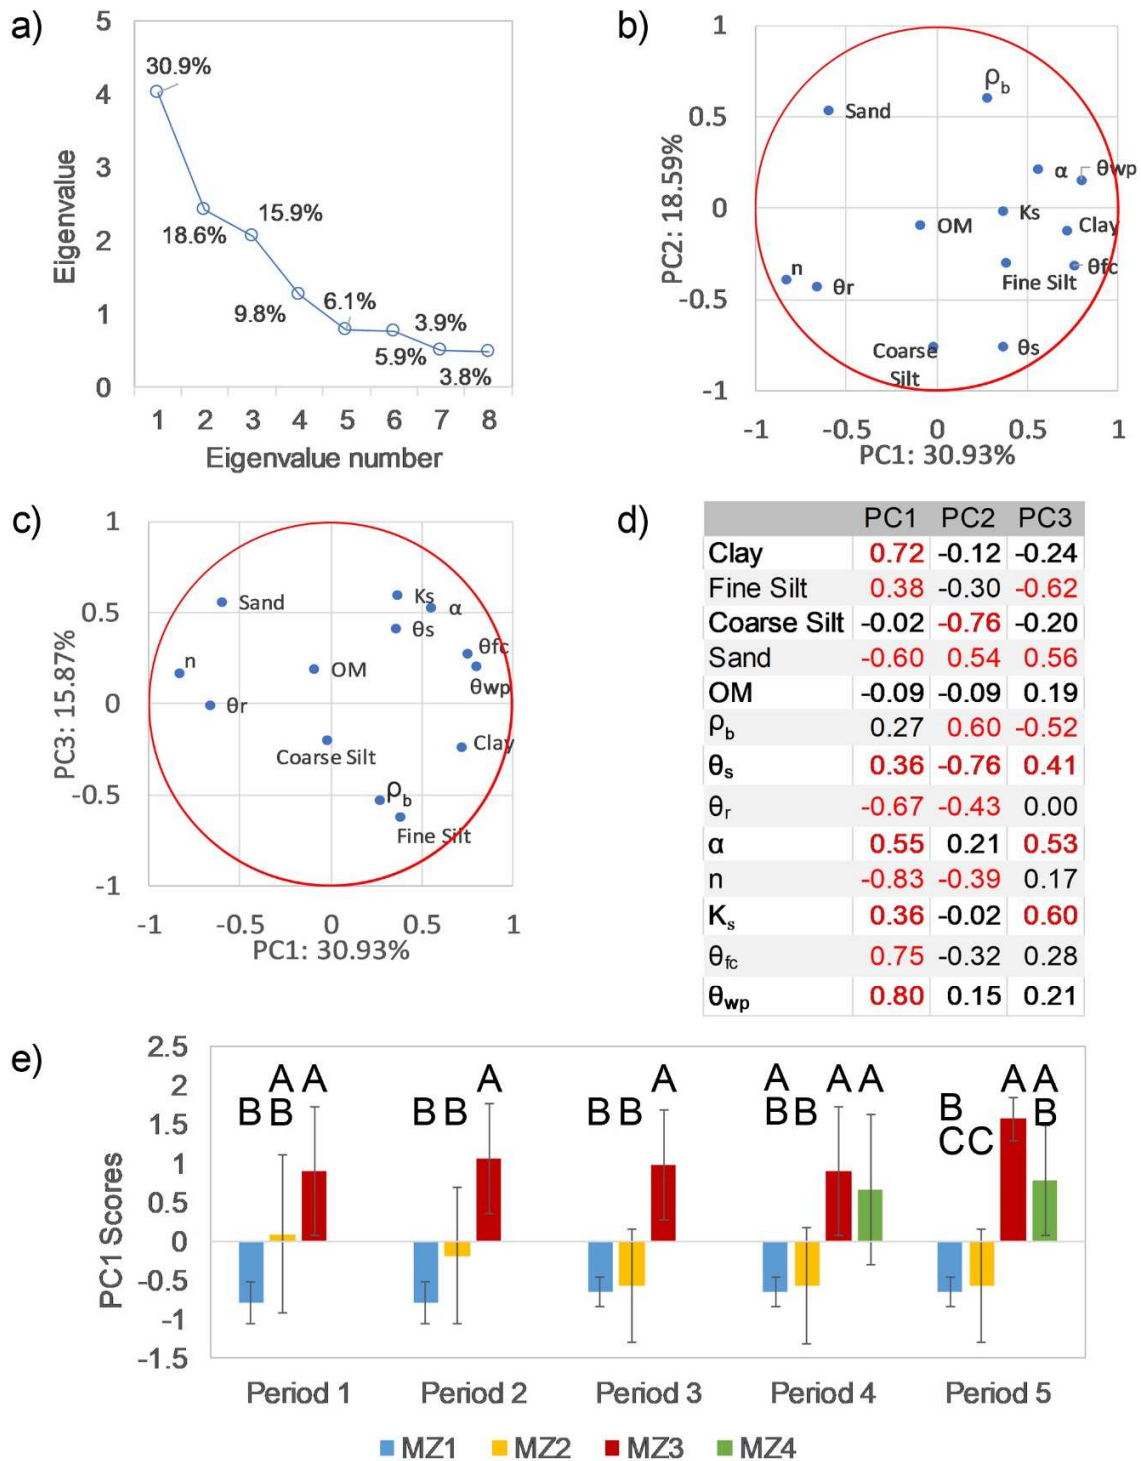 a)
5
4
3
2
1
0
Eigenvalue
30.9%
18.6%
15.9%
9.8%
6.1%
5.9%
3.9%
3.8%
1 2 3 4 5 6 7 8
Eigenvalue number
b)
1
0.5
0
-0.5
-1
PC2: 18.59%
ρb
Sand
α
θwp
Ks
OM
Clay
n
θr
θfc
Fine Silt
Coarse
Silt
θs
-1 -0.5 0 0.5 1
PC1: 30.93%
c)
1
0.5
0
-0.5
-1
PC3: 15.87%
Sand
Ks
α
θs
n
OM
θfc
θwp
θr
Clay
Coarse Silt
ρb
Fine Silt
-1 -0.5 0 0.5 1
PC1: 30.93%
d)
PC1 PC2 PC3
Clay 0.72 -0.12 -0.24
Fine Silt 0.38 -0.30 -0.62
Coarse Silt -0.02 -0.76 -0.20
Sand -0.60 0.54 0.56
OM -0.09 -0.09 0.19
ρb 0.27 0.60 -0.52
θs 0.36 -0.76 0.41
θr -0.67 -0.43 0.00
α 0.55 0.21 0.53
n -0.83 -0.39 0.17
Ks 0.36 -0.02 0.60
θfc 0.75 -0.32 0.28
θwp 0.80 0.15 0.21
e)
2.5
2
1.5
1
0.5
0
-0.5
-1
-1.5
PC1 Scores
A A
B B
A
B B
A
B B
A A A
B B
A A
B B
C C
Period 1 Period 2 Period 3 Period 4 Period 5
MZ1 MZ2 MZ3 MZ4